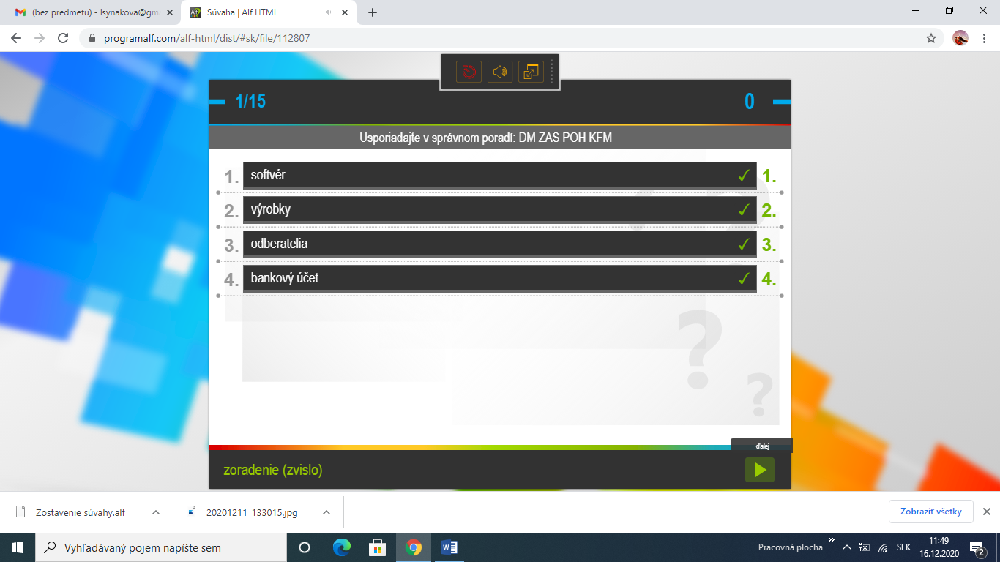 (bez predmetu) - lsynakova@gm
Súvaha | Alf HTML
programalf.com/alf-html/dist/#sk/file/112807
1/15
0
Usporiadajte v správnom poradí: DM ZAS POH KFM
1. softvér ✓ 1.
2. výrobky ✓ 2.
3. odberatelia ✓ 3.
4. bankový účet ✓ 4.
?
?
ďalej
zoradenie (zvislo)
Zostavenie súvahy.alf
20201211_133015.jpg
Zobraziť všetky
Vyhľadávaný pojem napíšte sem
Pracovná plocha
SLK
11:49
16.12.2020
2